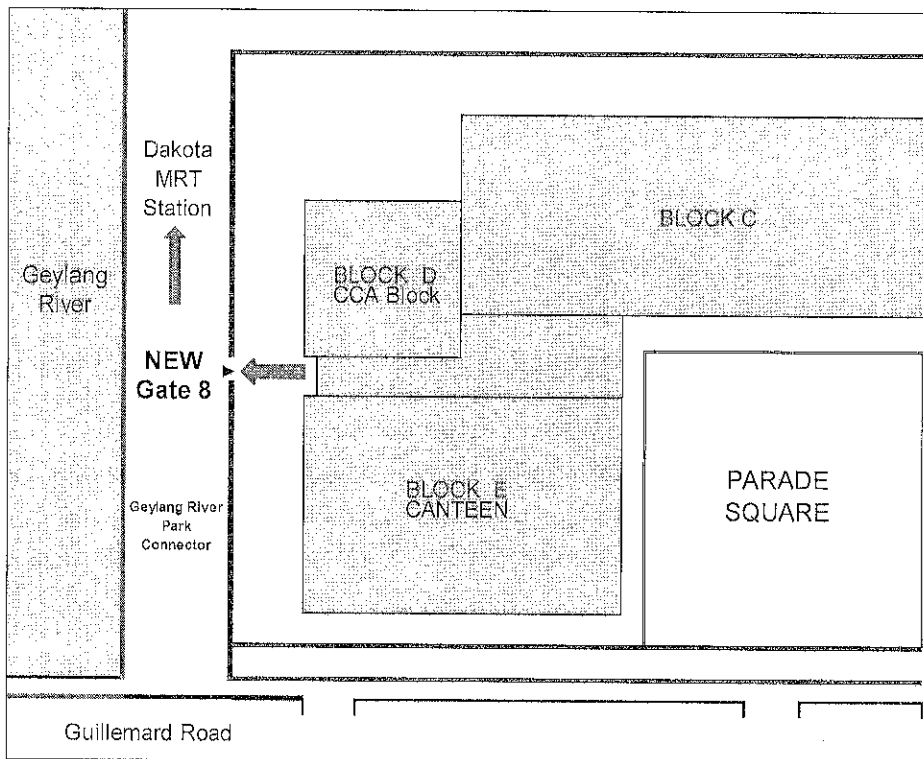 Dakota
MRT
Station
BLOCK C
Geylang
River
BLOCK D
CCA Block
NEW
Gate 8
BLOCK E
CANTEEN
PARADE
SQUARE
Geylang River
Park
Connector
Guillemard Road